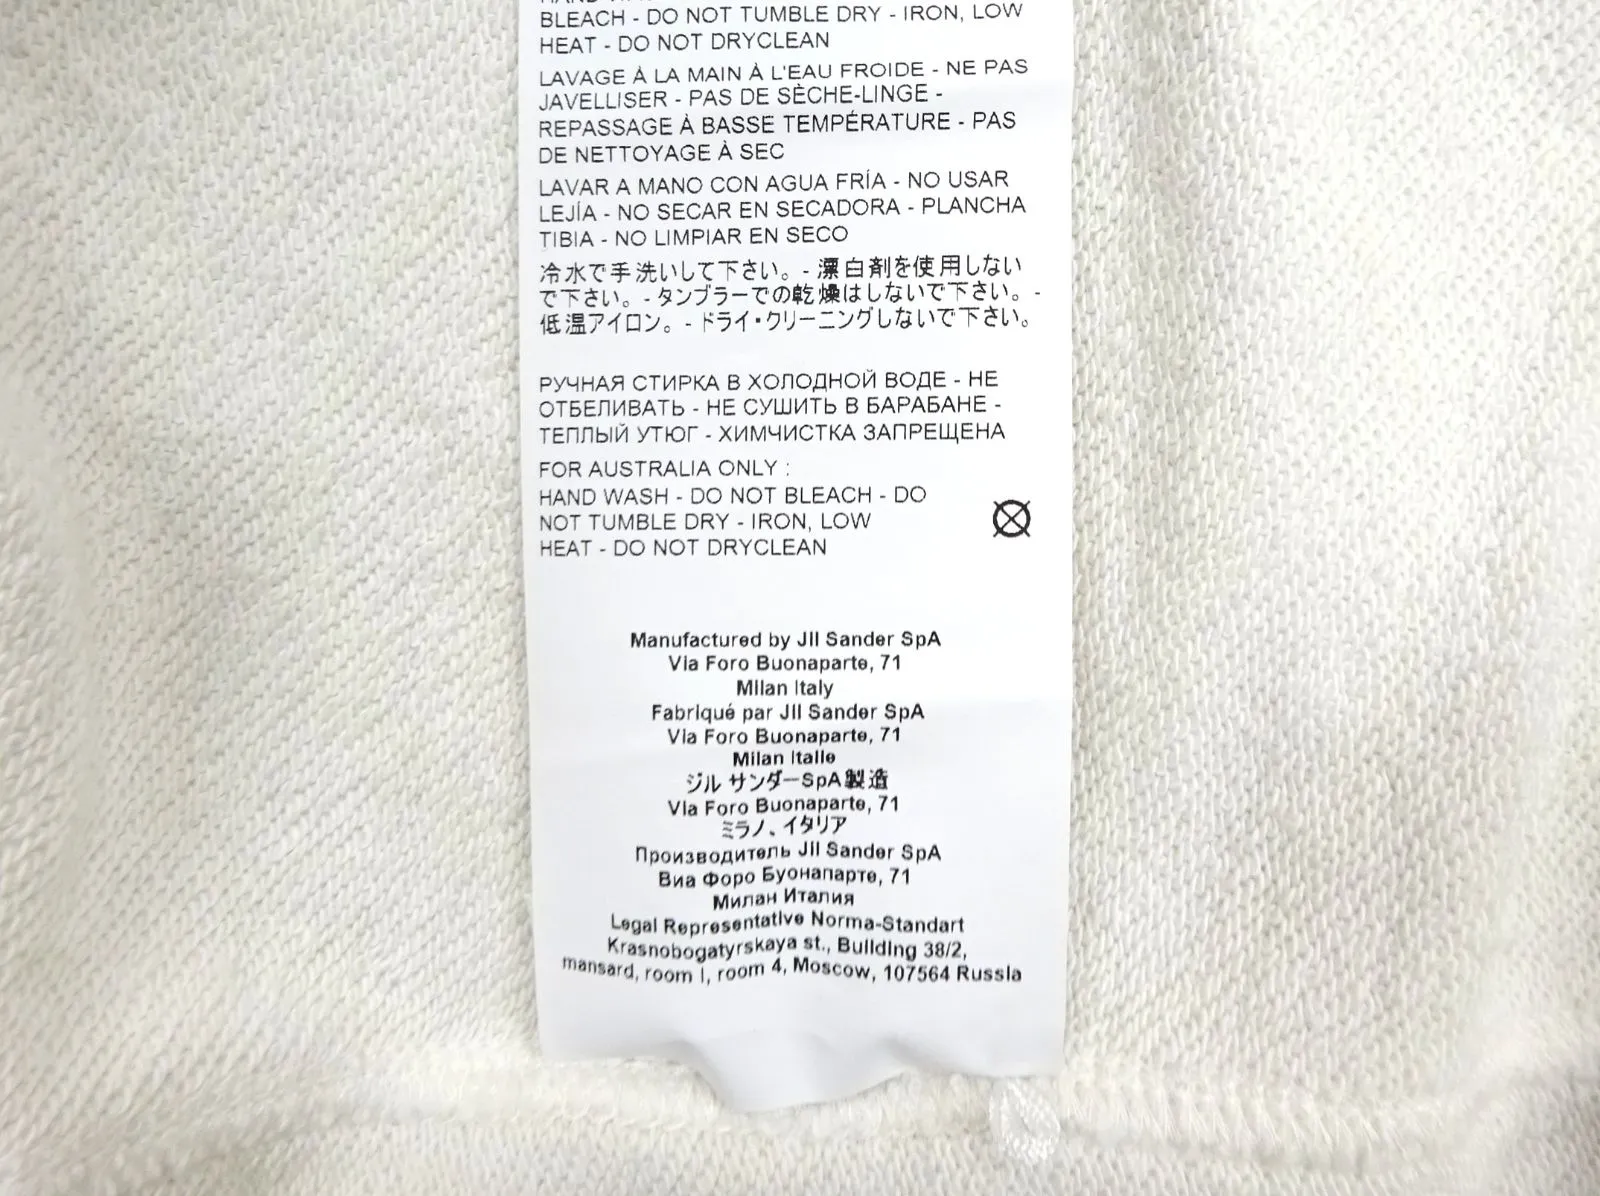 BLEACH - DO NOT TUMBLE DRY - IRON, LOW
HEAT - DO NOT DRYCLEAN
LAVAGE À LA MAIN À L'EAU FROIDE - NE PAS
JAVELLISER - PAS DE SÈCHE-LINGE -
REPASSAGE À BASSE TEMPÉRATURE - PAS
DE NETTOYAGE À SEC
LAVAR A MANO CON AGUA FRÍA - NO USAR
LEJÍA - NO SECAR EN SECADORA - PLANCHA
TIBIA - NO LIMPIAR EN SECO
冷水で手洗いして下さい。- 漂白剤を使用しない
で下さい。- タンブラーでの乾燥はしないで下さい。-
低温アイロン。- ドライ・クリーニングしないで下さい。
РУЧНАЯ СТИРКА В ХОЛОДНОЙ ВОДЕ - НЕ
ОТБЕЛИВАТЬ - НЕ СУШИТЬ В БАРАБАНЕ -
ТЕПЛЫЙ УТЮГ - ХИМЧИСТКА ЗАПРЕЩЕНА
FOR AUSTRALIA ONLY :
HAND WASH - DO NOT BLEACH - DO
NOT TUMBLE DRY - IRON, LOW
HEAT - DO NOT DRYCLEAN
Manufactured by Jil Sander SpA
Via Foro Buonaparte, 71
Milan Italy
Fabriqué par Jil Sander SpA
Via Foro Buonaparte, 71
Milan Italie
ジル サンダーSpA製造
Via Foro Buonaparte, 71
ミラノ、イタリア
Производитель Jil Sander SpA
Виа Форо Буонапарте, 71
Милан Италия
Legal Representative Norma-Standart
Krasnobogatyrskaya st., Building 38/2,
mansard, room I, room 4, Moscow, 107564 Russia